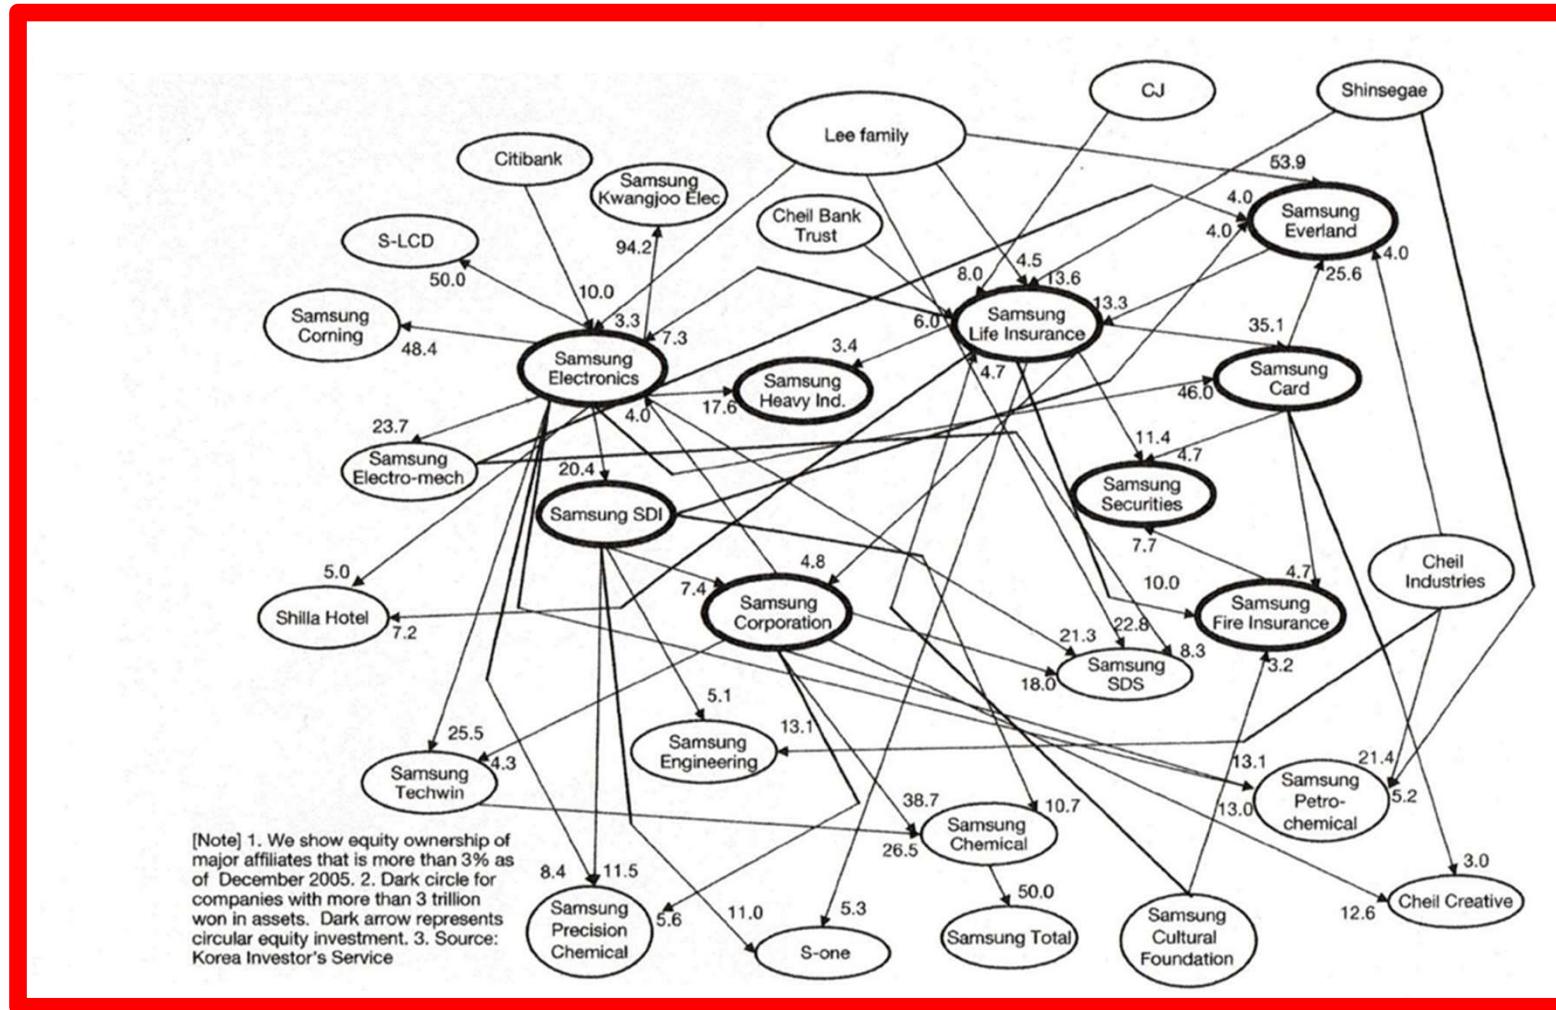 CJ
Shinsegae
Lee family
Citibank
53.9
Samsung
Kwangjoo Elec
4.0
Samsung
Everland
Cheil Bank
Trust
4.0
S-LCD
94.2
4.0
50.0
4.5
8.0
13.6
25.6
10.0
13.3
Samsung
Corning
3.3
6.0
Samsung
Life Insurance
35.1
48.4
7.3
3.4
Samsung
Electronics
4.7
Samsung
Card
Samsung
Heavy Ind.
46.0
17.6
4.0
23.7
11.4
4.7
Samsung
Electro-mech
20.4
Samsung
Securities
Samsung SDI
7.7
4.8
Cheil
Industries
5.0
7.4
10.0
4.7
Samsung
Corporation
Samsung
Fire Insurance
Shilla Hotel
7.2
22.8
21.3
8.3
3.2
Samsung
SDS
18.0
5.1
13.1
25.5
Samsung
Engineering
4.3
13.1
21.4
Samsung
Techwin
Samsung
Petro-
chemical
5.2
13.0
38.7
10.7
Samsung
Chemical
26.5
[Note] 1. We show equity ownership of
major affiliates that is more than 3% as
of December 2005. 2. Dark circle for
companies with more than 3 trillion
won in assets. Dark arrow represents
circular equity investment. 3. Source:
Korea Investor's Service
8.4
11.5
3.0
50.0
Samsung
Precision
Chemical
5.6
11.0
5.3
Cheil Creative
12.6
S-one
Samsung Total
Samsung
Cultural
Foundation